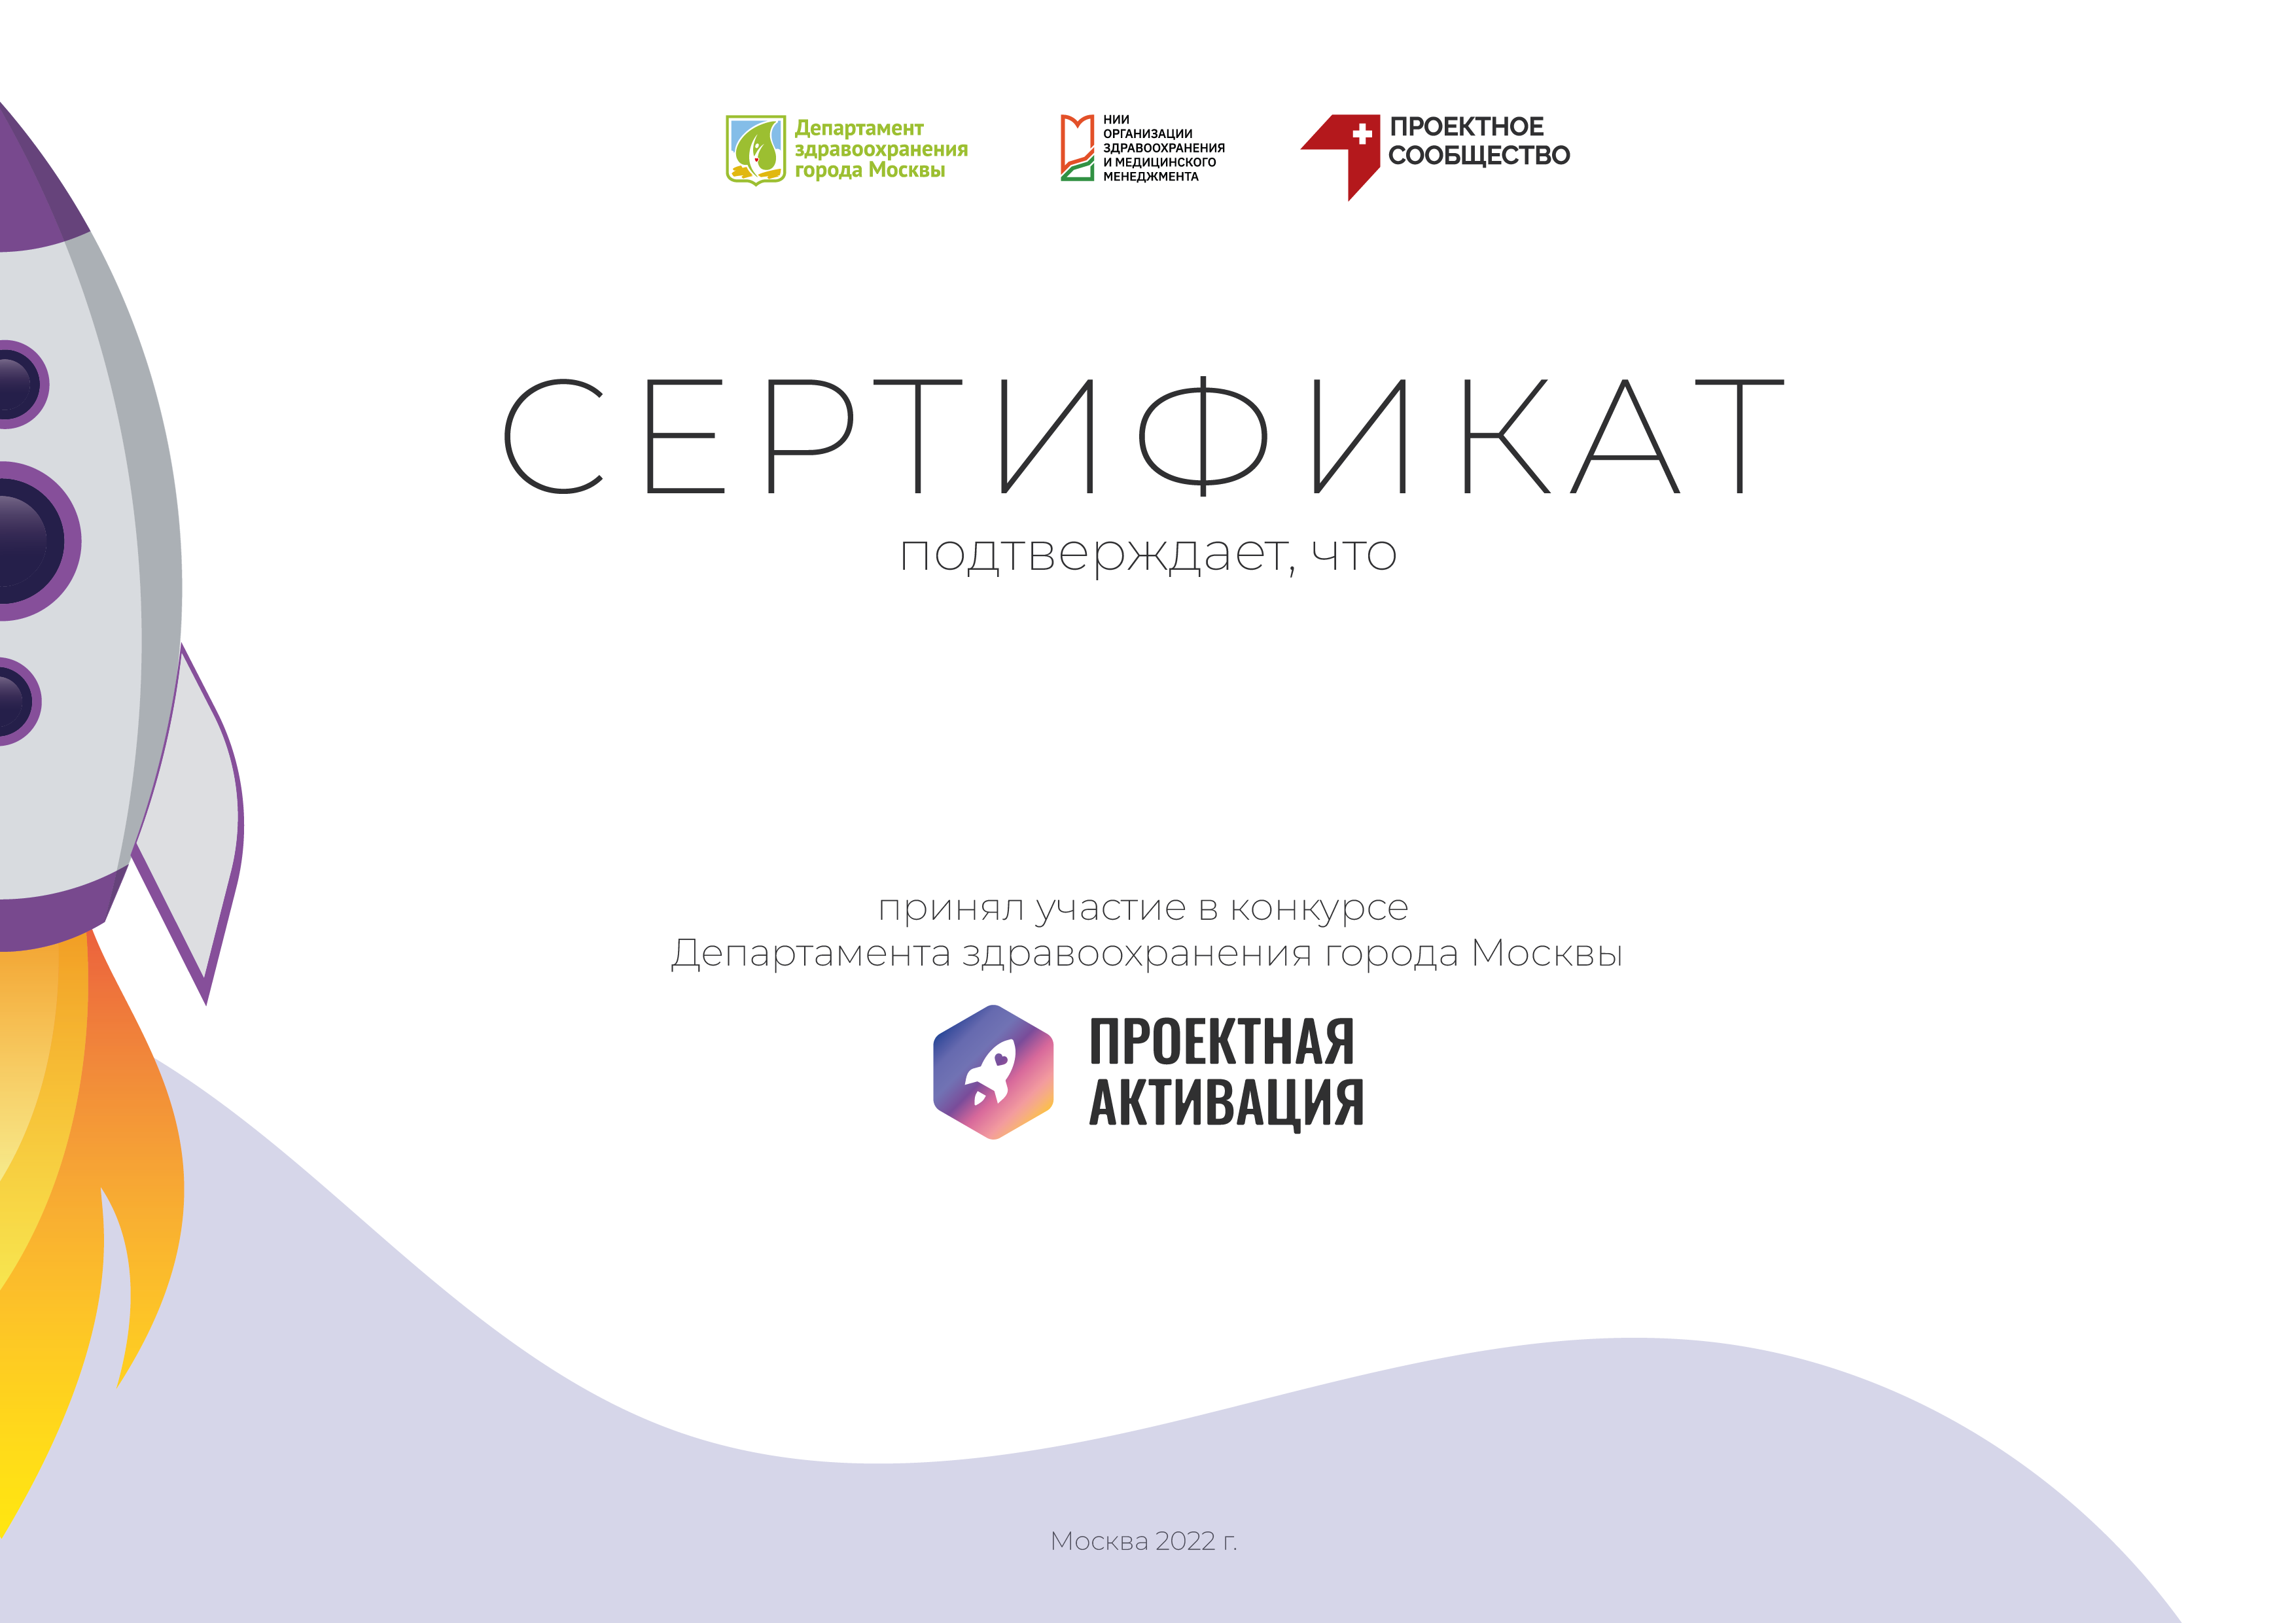 Департамент
здравоохранения
города Москвы
НИИ
ОРГАНИЗАЦИИ
ЗДРАВООХРАНЕНИЯ
И МЕДИЦИНСКОГО
МЕНЕДЖМЕНТА
ПРОЕКТНОЕ
СООБЩЕСТВО
СЕРТИФИКАТ
подтверждает, что
принял участие в конкурсе
Департамента здравоохранения города Москвы
ПРОЕКТНАЯ
АКТИВАЦИЯ
Москва 2022 г.